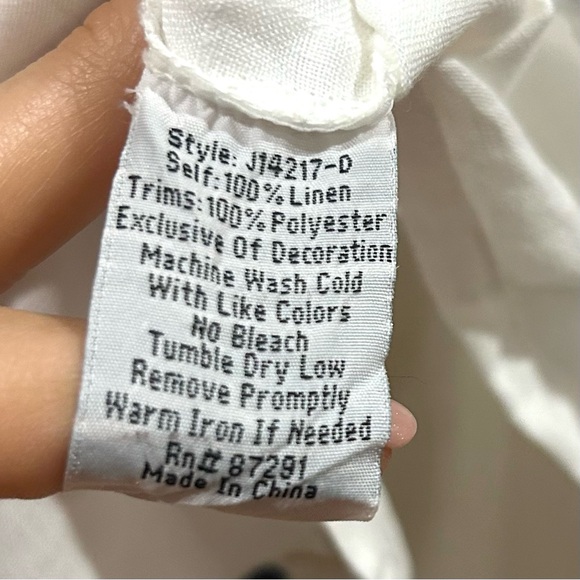 Style: J14217-D
Self:100% Linen
Trims:100% Polyester
Exclusive Of Decoration
Machine Wash Cold
With Like Colors
No Bleach
Tumble Dry Low
Remove Promptly
Warm Iron If Needed
Rn# 87291
Made In China